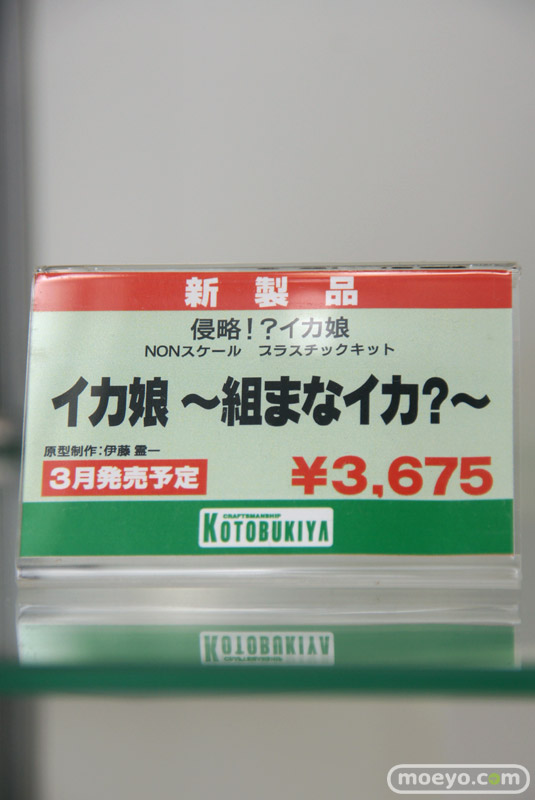 新製品
侵略!?イカ娘
NONスケール プラスチックキット
イカ娘 ~組まなイカ?~
原型制作:伊藤 霊一
3月発売予定
¥3,675
CRAFTSMANSHIP
KOTOBUKIYA
moeyo.com